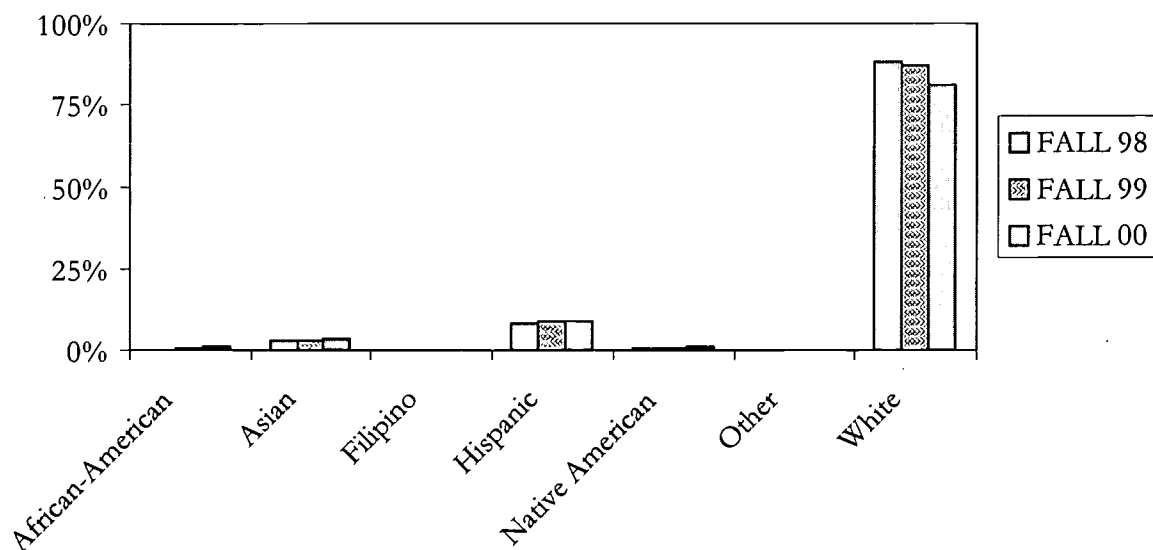 100%
75%
50%
25%
0%
African-American
Asian
Filipino
Hispanic
Native American
Other
White
FALL 98
FALL 99
FALL 00